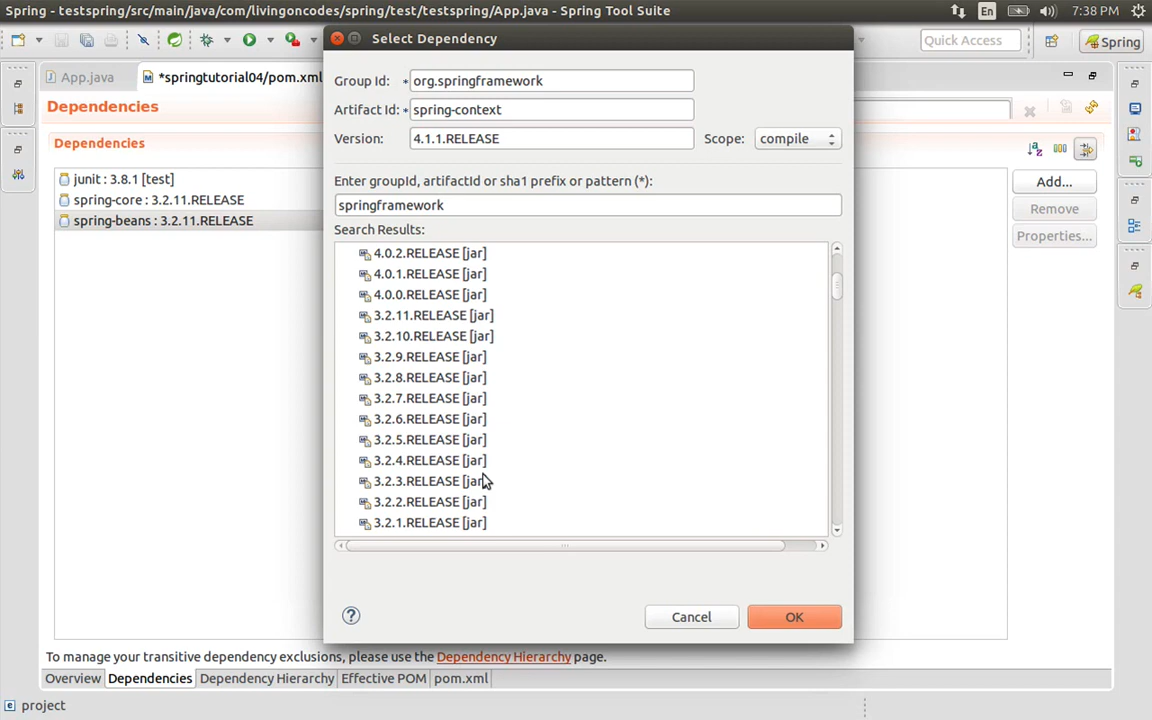 Spring - testspring/src/main/java/com/livingoncodes/spring/test/testspring/App.java - Spring Tool Suite
En
7:38 PM
Quick Access
Spring
App.java
*springtutorial04/pom.xml
Dependencies
Dependencies
junit : 3.8.1 [test]
spring-core : 3.2.11.RELEASE
spring-beans : 3.2.11.RELEASE
Add...
Remove
Properties...
Select Dependency
Group Id: * org.springframework
Artifact Id: * spring-context
Version: 4.1.1.RELEASE Scope: compile
Enter groupId, artifactId or sha1 prefix or pattern (*):
springframework
Search Results:
4.0.2.RELEASE [jar]
4.0.1.RELEASE [jar]
4.0.0.RELEASE [jar]
3.2.11.RELEASE [jar]
3.2.10.RELEASE [jar]
3.2.9.RELEASE [jar]
3.2.8.RELEASE [jar]
3.2.7.RELEASE [jar]
3.2.6.RELEASE [jar]
3.2.5.RELEASE [jar]
3.2.4.RELEASE [jar]
3.2.3.RELEASE [jar]
3.2.2.RELEASE [jar]
3.2.1.RELEASE [jar]
?
Cancel
OK
To manage your transitive dependency exclusions, please use the Dependency Hierarchy page.
Overview Dependencies Dependency Hierarchy Effective POM pom.xml
project